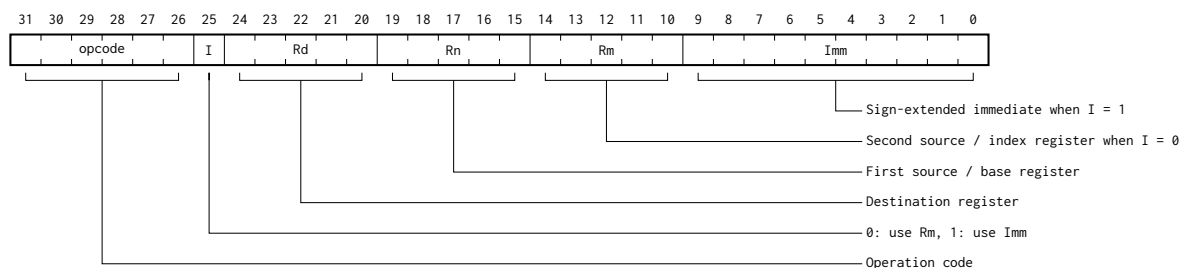 31 30 29 28 27 26 25 24 23 22 21 20 19 18 17 16 15 14 13 12 11 10 9 8 7 6 5 4 3 2 1 0
opcode I Rd Rn Rm Imm
Sign-extended immediate when I = 1
Second source / index register when I = 0
First source / base register
Destination register
0: use Rm, 1: use Imm
Operation code